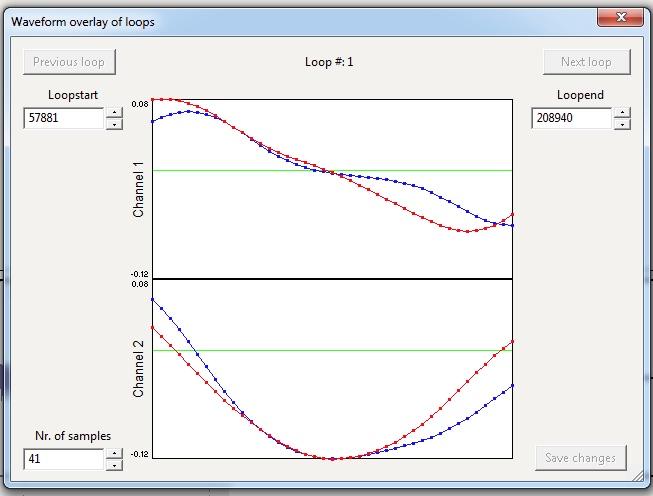 Waveform overlay of loops
Previous loop
Loop #: 1
Next loop
Loopstart
Loopend
57881
208940
0.08
Channel 1
-0.12
0.08
Channel 2
-0.12
Nr. of samples
41
Save changes